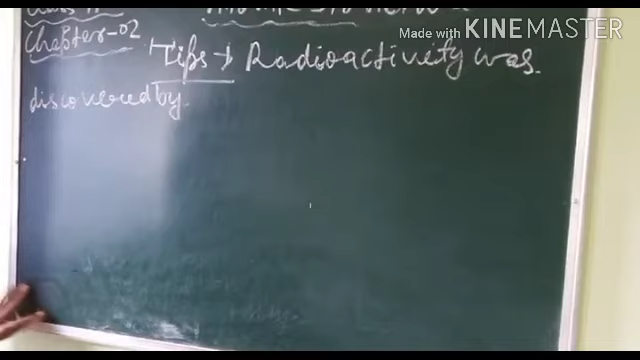 Made with KINEMASTER
Chapter-02
Tips → Radioactivity was
discovered by